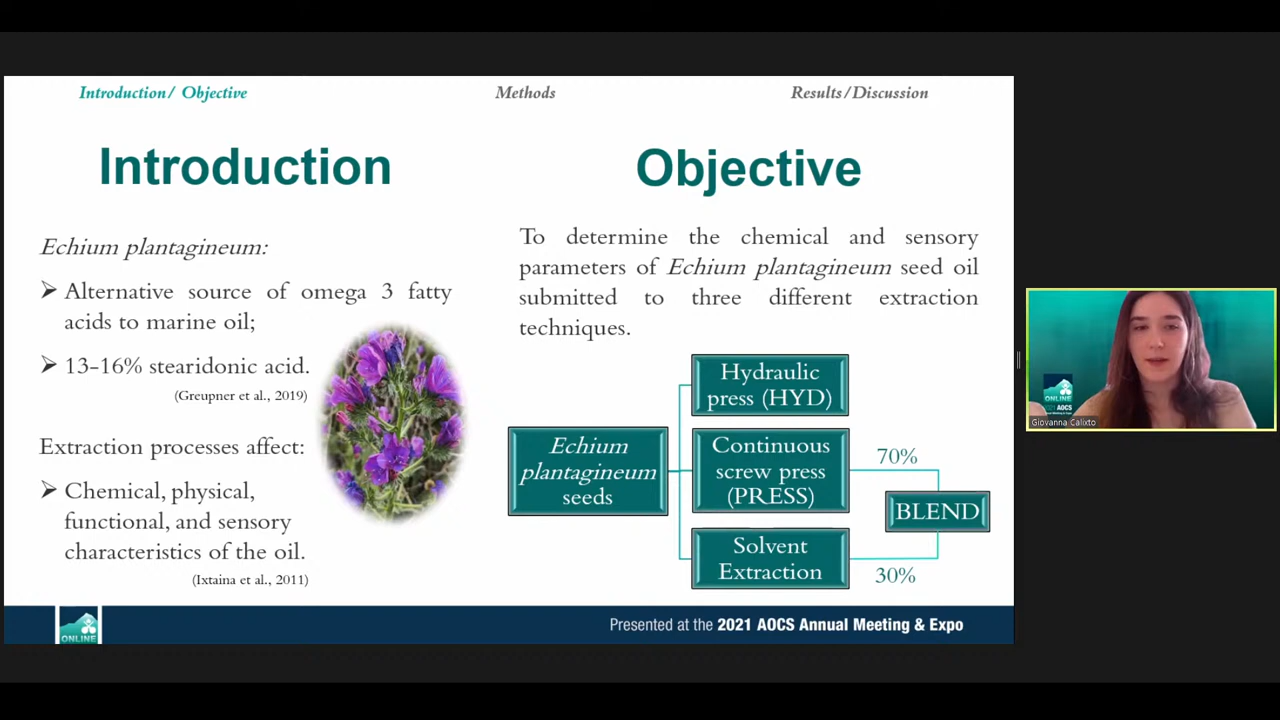 Introduction/ Objective
Methods
Results/Discussion
Introduction
Echium plantagineum:
➢ Alternative source of omega 3 fatty
acids to marine oil;
➢ 13-16% stearidonic acid.
(Greupner et al., 2019)
Extraction processes affect:
➢ Chemical, physical,
functional, and sensory
characteristics of the oil.
(Ixtaina et al., 2011)
Objective
To determine the chemical and sensory
parameters of Echium plantagineum seed oil
submitted to three different extraction
techniques.
Echium
plantagineum
seeds
Hydraulic
press (HYD)
Continuous
screw press
(PRESS)
Solvent
Extraction
70%
30%
BLEND
ONLINE
Presented at the 2021 AOCS Annual Meeting & Expo
ONLINE
2021 AOCS
Giovanna Calixto